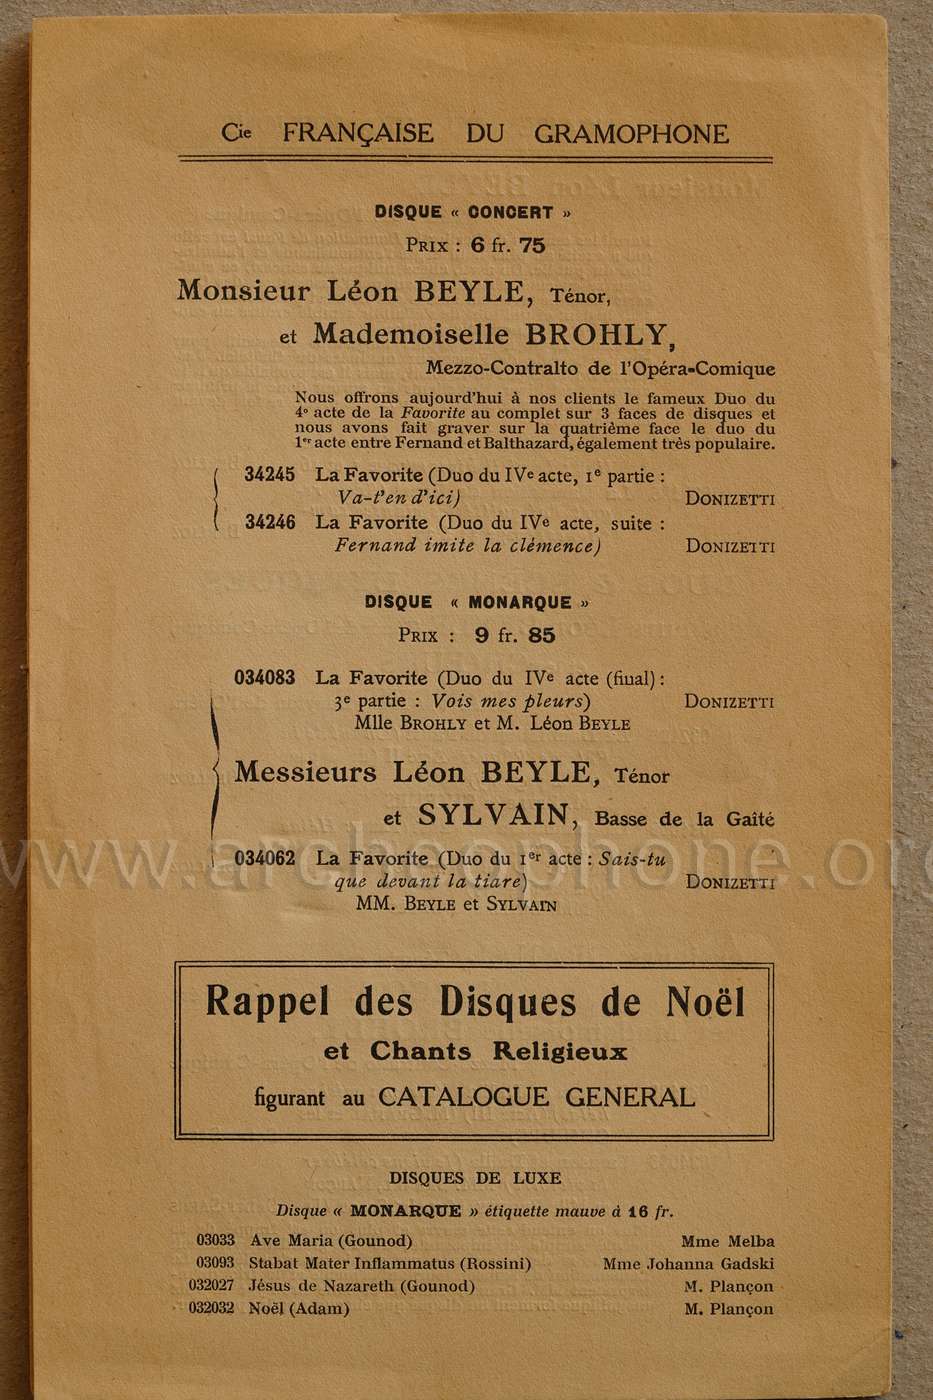 Cie FRANÇAISE DU GRAMOPHONE
DISQUE « CONCERT »
PRIX : 6 fr. 75
Monsieur Léon BEYLE, Ténor,
et Mademoiselle BROHLY,
Mezzo-Contralto de l'Opéra-Comique
Nous offrons aujourd'hui à nos clients le fameux Duo du
4e acte de la Favorite au complet sur 3 faces de disques et
nous avons fait graver sur la quatrième face le duo du
1er acte entre Fernand et Balthazard, également très populaire.
34245 La Favorite (Duo du IVe acte, 1e partie :
Va-t'en d'ici) DONIZETTI
34246 La Favorite (Duo du IVe acte, suite :
Fernand imite la clémence) DONIZETTI
DISQUE « MONARQUE »
PRIX : 9 fr. 85
034083 La Favorite (Duo du IVe acte (final) :
3e partie : Vois mes pleurs) DONIZETTI
Mlle BROHLY et M. Léon BEYLE
Messieurs Léon BEYLE, Ténor
et SYLVAIN, Basse de la Gaîté
034062 La Favorite (Duo du 1er acte : Sais-tu
que devant la tiare) DONIZETTI
MM. BEYLE et SYLVAIN
www.archeophone.org
Rappel des Disques de Noël
et Chants Religieux
figurant au CATALOGUE GENERAL
DISQUES DE LUXE
Disque « MONARQUE » étiquette mauve à 16 fr.
03033 Ave Maria (Gounod) Mme Melba
03093 Stabat Mater Inflammatus (Rossini) Mme Johanna Gadski
032027 Jésus de Nazareth (Gounod) M. Plançon
032032 Noël (Adam) M. Plançon